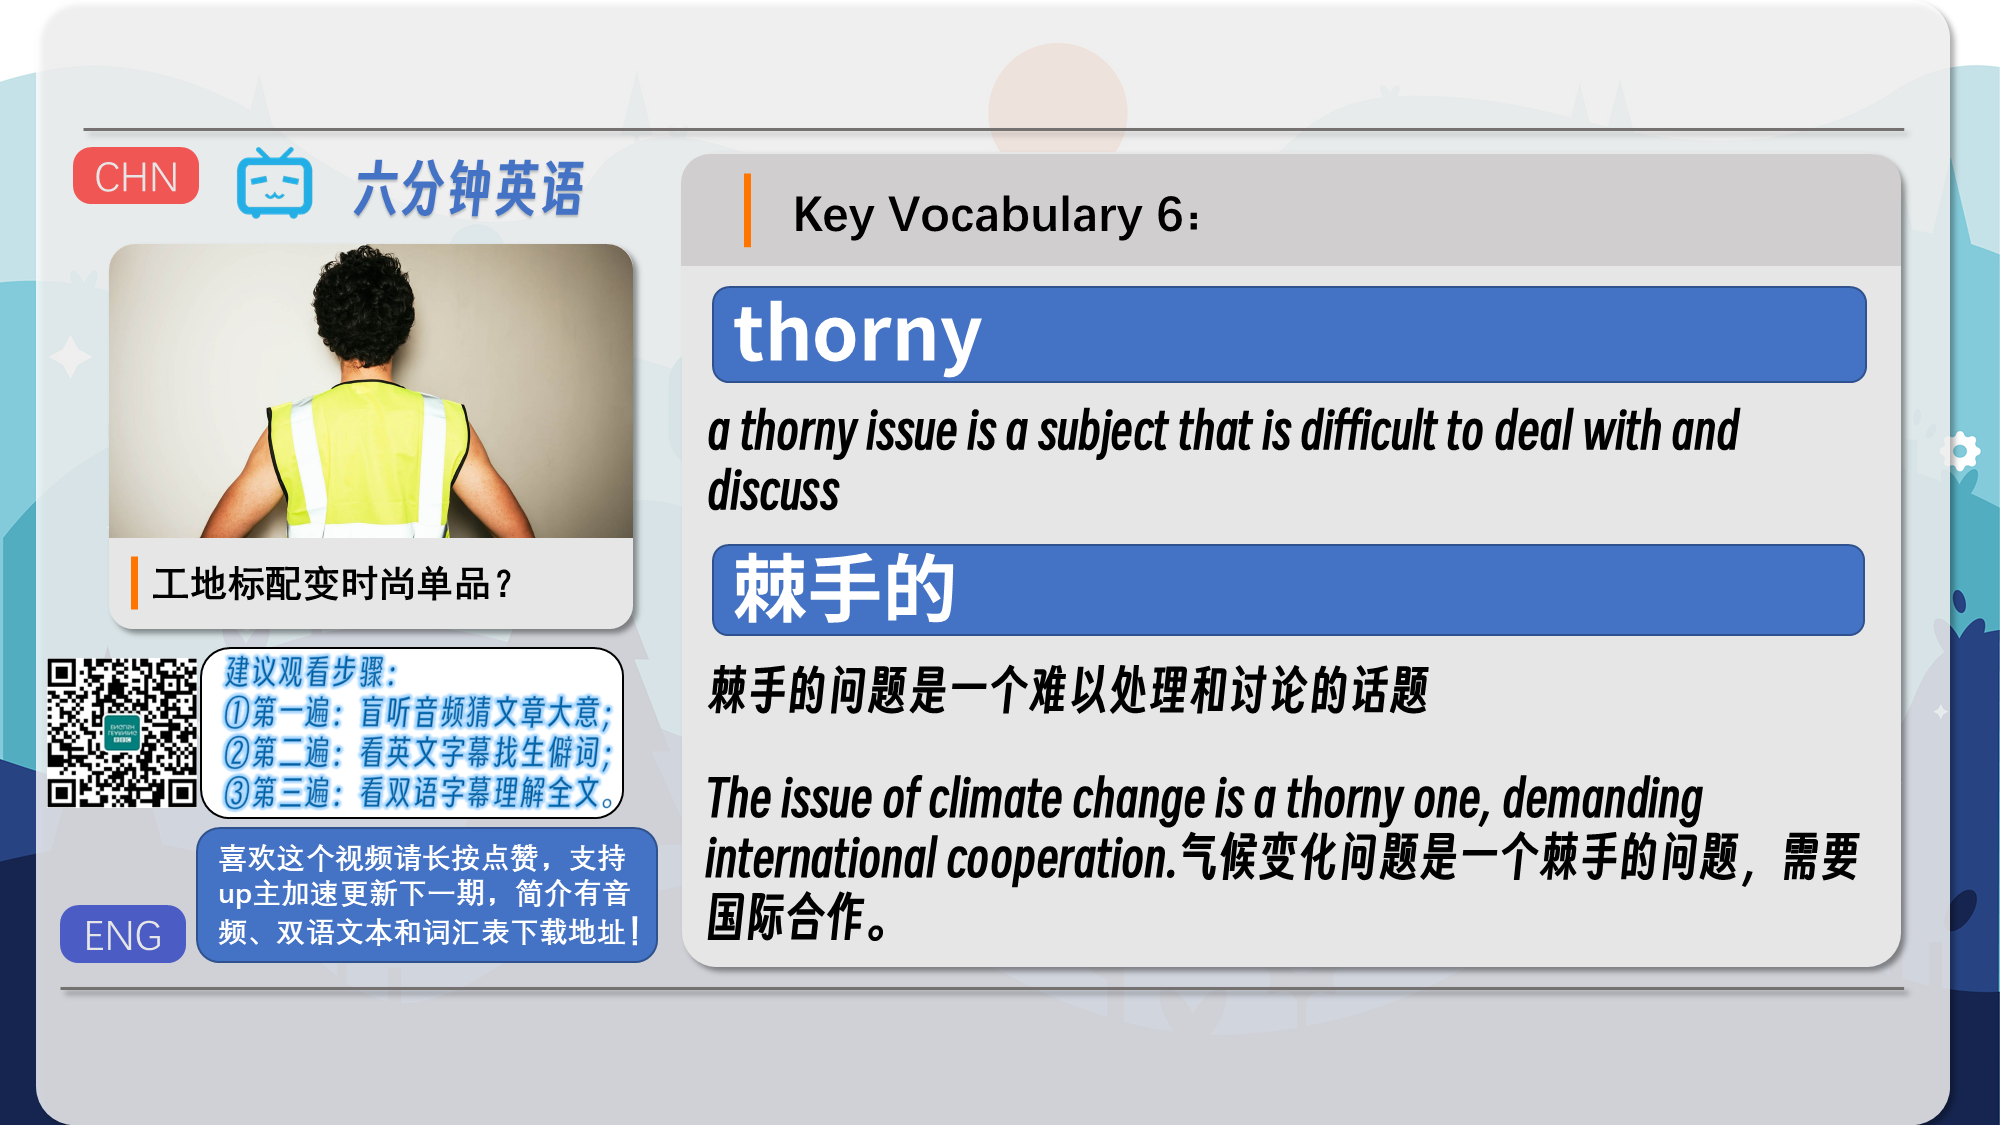 CHN
六分钟英语
工地标配变时尚单品？
建议观看步骤：
①第一遍：盲听音频猜文章大意；
②第二遍：看英文字幕找生僻词；
③第三遍：看双语字幕理解全文。
喜欢这个视频请长按点赞，支持
up主加速更新下一期，简介有音
频、双语文本和词汇表下载地址！
ENG
Key Vocabulary 6：
thorny
a thorny issue is a subject that is difficult to deal with and
discuss
棘手的
棘手的问题是一个难以处理和讨论的话题
The issue of climate change is a thorny one, demanding
international cooperation.气候变化问题是一个棘手的问题，需要
国际合作。